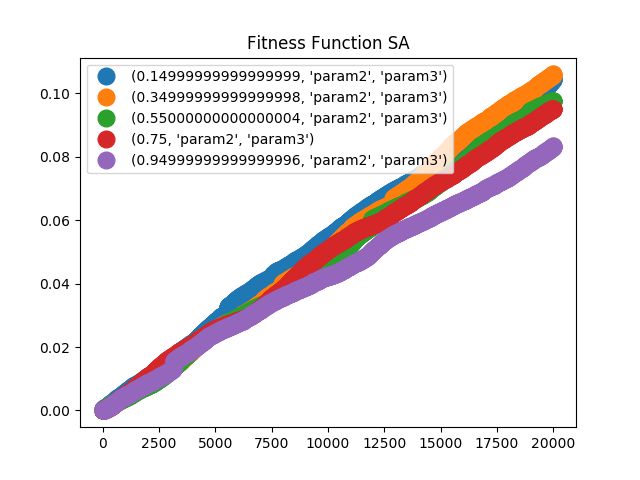 Fitness Function SA
(0.14999999999999999, 'param2', 'param3')
(0.34999999999999998, 'param2', 'param3')
(0.55000000000000004, 'param2', 'param3')
(0.75, 'param2', 'param3')
(0.94999999999999996, 'param2', 'param3')
0.10
0.08
0.06
0.04
0.02
0.00
0 2500 5000 7500 10000 12500 15000 17500 20000